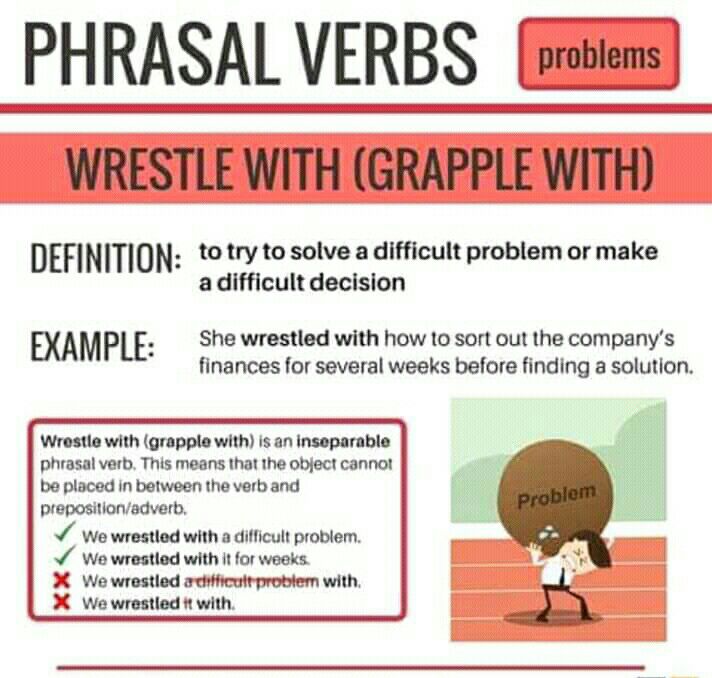 PHRASAL VERBS
problems
WRESTLE WITH (GRAPPLE WITH)
DEFINITION: to try to solve a difficult problem or make
a difficult decision
EXAMPLE: She wrestled with how to sort out the company's
finances for several weeks before finding a solution.
Wrestle with (grapple with) is an inseparable
phrasal verb. This means that the object cannot
be placed in between the verb and
preposition/adverb.
✓ We wrestled with a difficult problem.
✓ We wrestled with it for weeks.
✗ We wrestled a difficult problem with.
✗ We wrestled it with.
Problem